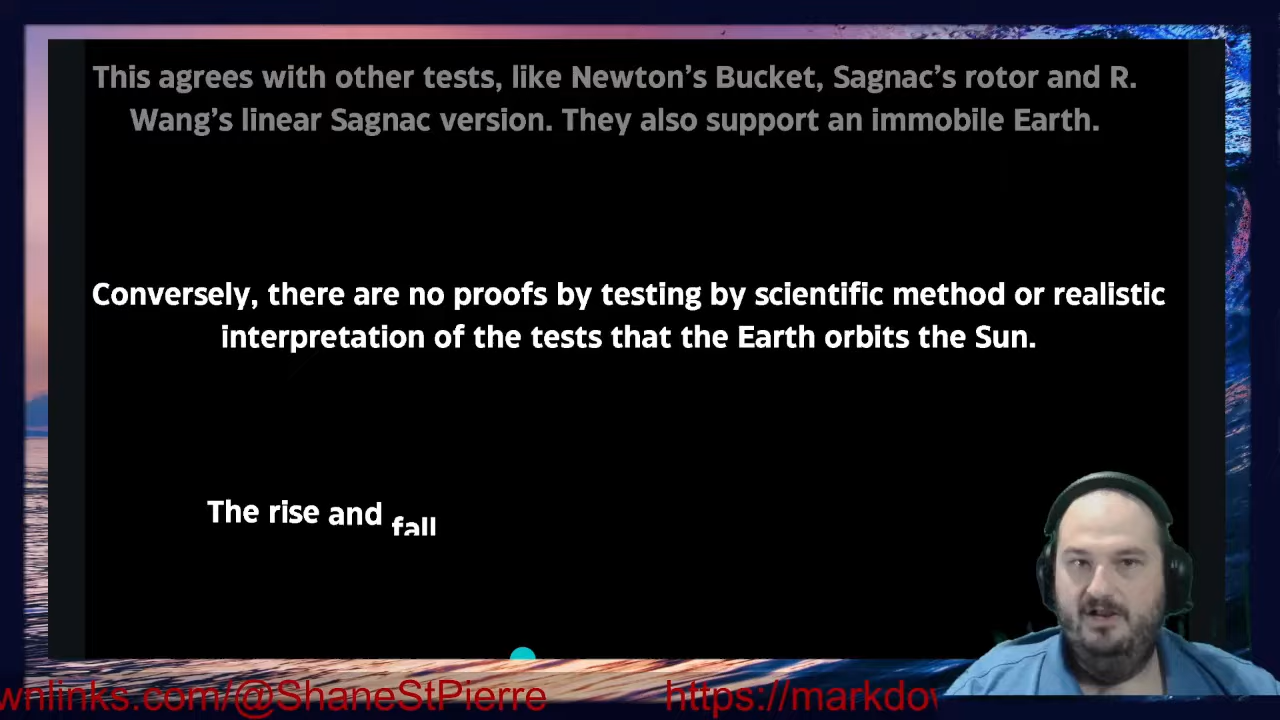 This agrees with other tests, like Newton's Bucket, Sagnac's rotor and R.
Wang's linear Sagnac version. They also support an immobile Earth.
Conversely, there are no proofs by testing by scientific method or realistic
interpretation of the tests that the Earth orbits the Sun.
The rise and fall
wnlinks.com/@ShaneStPierre https://markdow